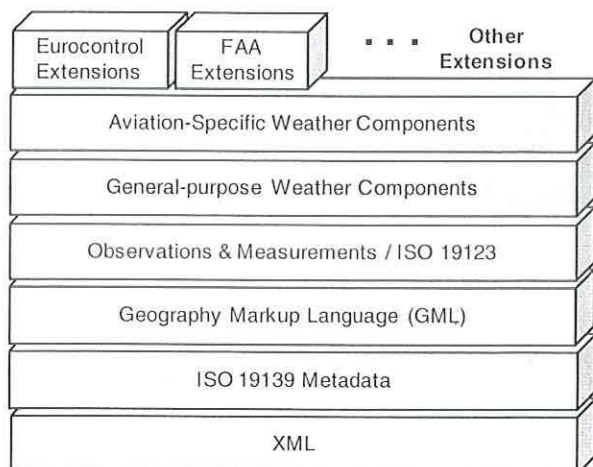 Eurocontrol
Extensions
FAA
Extensions
▪ ▪ ▪ Other
Extensions
Aviation-Specific Weather Components
General-purpose Weather Components
Observations & Measurements / ISO 19123
Geography Markup Language (GML)
ISO 19139 Metadata
XML